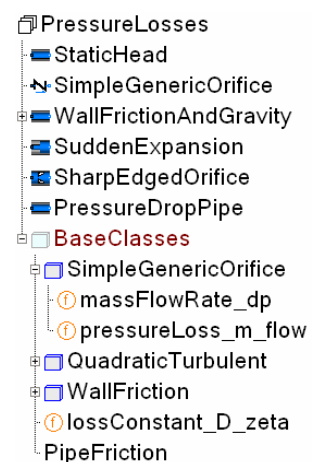 PressureLosses
StaticHead
SimpleGenericOrifice
WallFrictionAndGravity
SuddenExpansion
SharpEdgedOrifice
PressureDropPipe
BaseClasses
SimpleGenericOrifice
f massFlowRate_dp
f pressureLoss_m_flow
QuadraticTurbulent
WallFriction
f lossConstant_D_zeta
PipeFriction